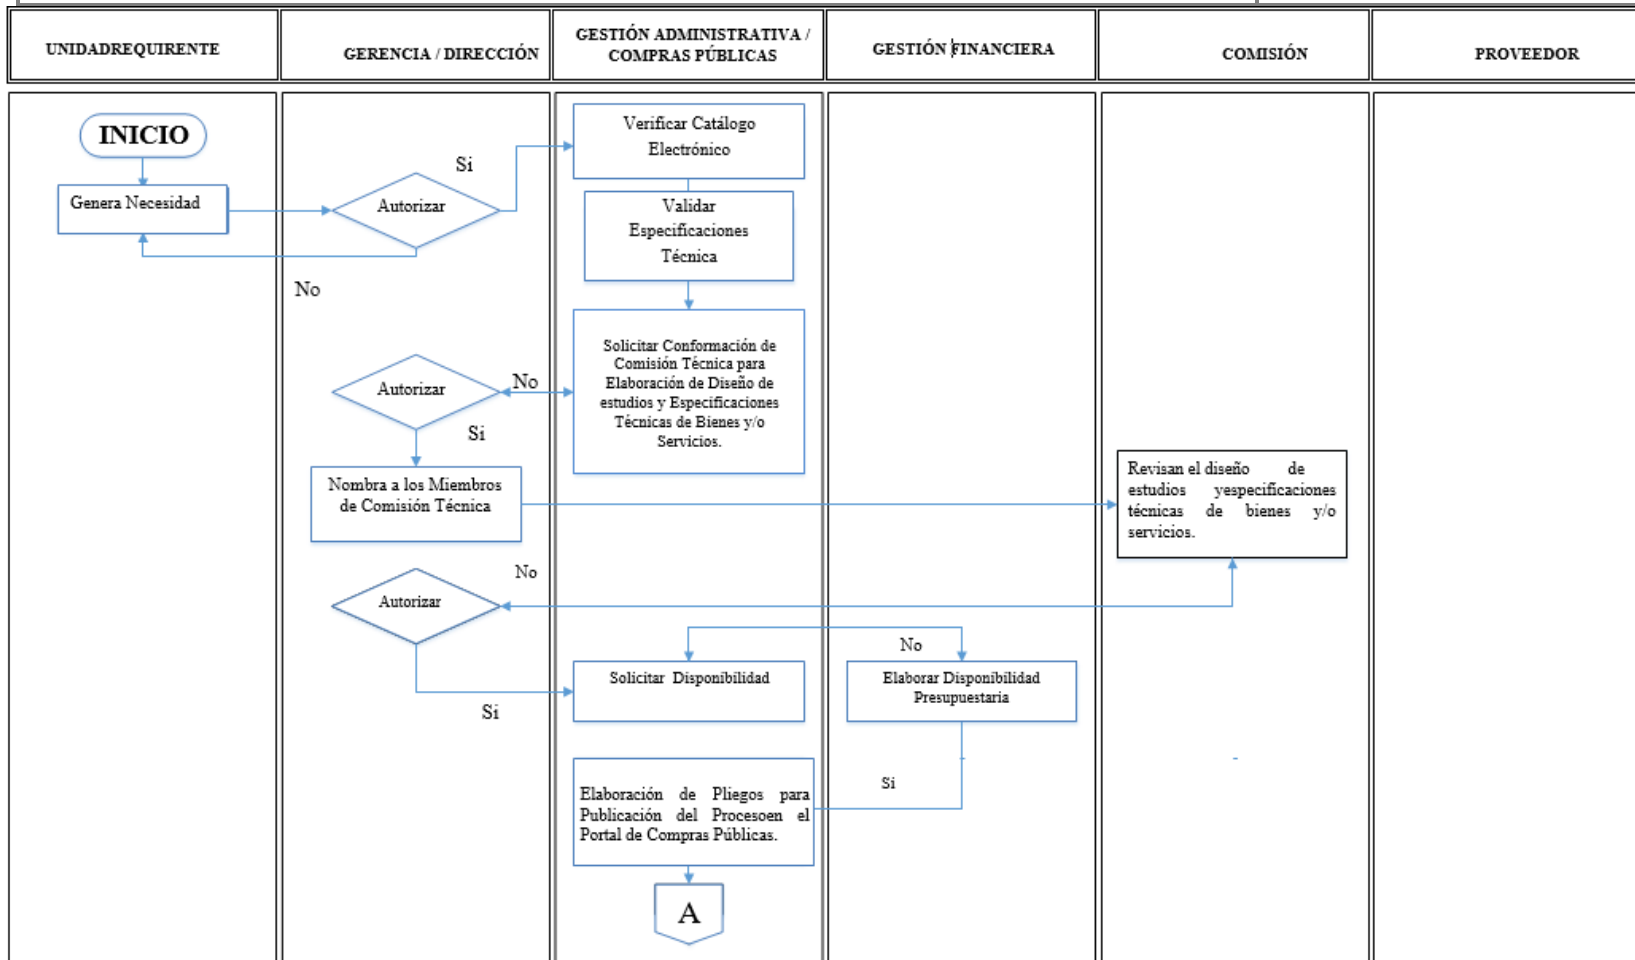 UNIDADREQUIRENTE
GERENCIA / DIRECCIÓN
GESTIÓN ADMINISTRATIVA /
COMPRAS PÚBLICAS
GESTIÓN FINANCIERA
COMISIÓN
PROVEEDOR
INICIO
Genera Necesidad
Autorizar
Si
No
Verificar Catálogo
Electrónico
Validar
Especificaciones
Técnica
Solicitar Conformación de
Comisión Técnica para
Elaboración de Diseño de
estudios y Especificaciones
Técnicas de Bienes y/o
Servicios.
Autorizar
No
Si
Nombra a los Miembros
de Comisión Técnica
Revisan el diseño de
estudios yespecificaciones
técnicas de bienes y/o
servicios.
No
Autorizar
Si
Solicitar Disponibilidad
No
Elaborar Disponibilidad
Presupuestaria
Si
Elaboración de Pliegos para
Publicación del Procesoen el
Portal de Compras Públicas.
A